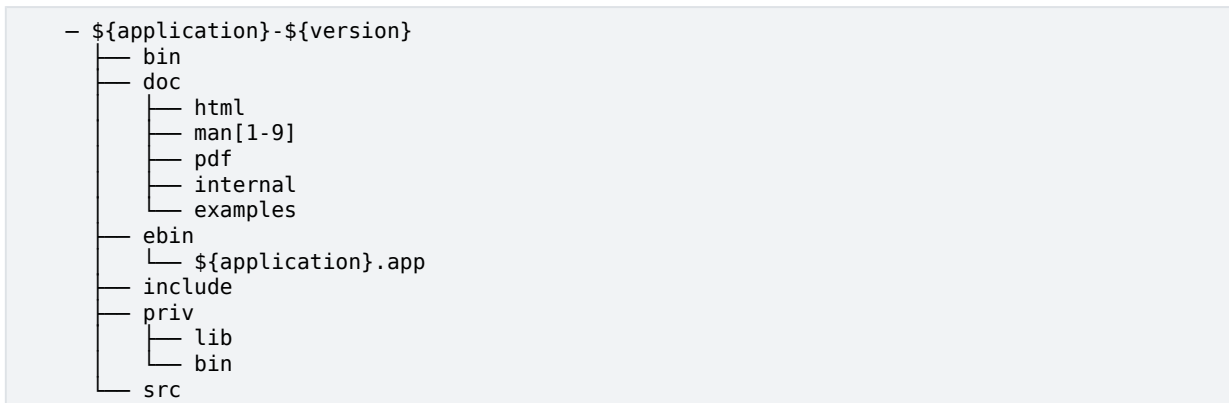 ─ ${application}-${version}
├── bin
├── doc
│   ├── html
│   ├── man[1-9]
│   ├── pdf
│   ├── internal
│   └── examples
├── ebin
│   └── ${application}.app
├── include
├── priv
│   ├── lib
│   └── bin
└── src